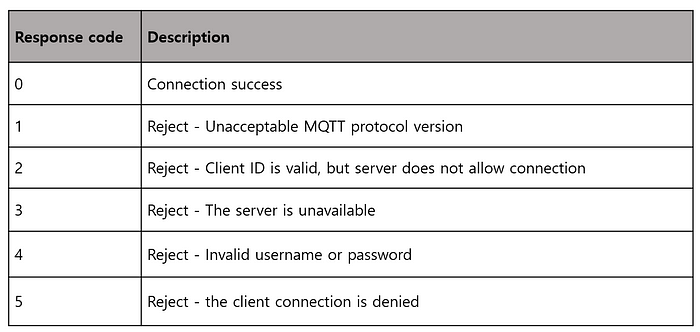 Response code Description
0 Connection success
1 Reject - Unacceptable MQTT protocol version
2 Reject - Client ID is valid, but server does not allow connection
3 Reject - The server is unavailable
4 Reject - Invalid username or password
5 Reject - the client connection is denied